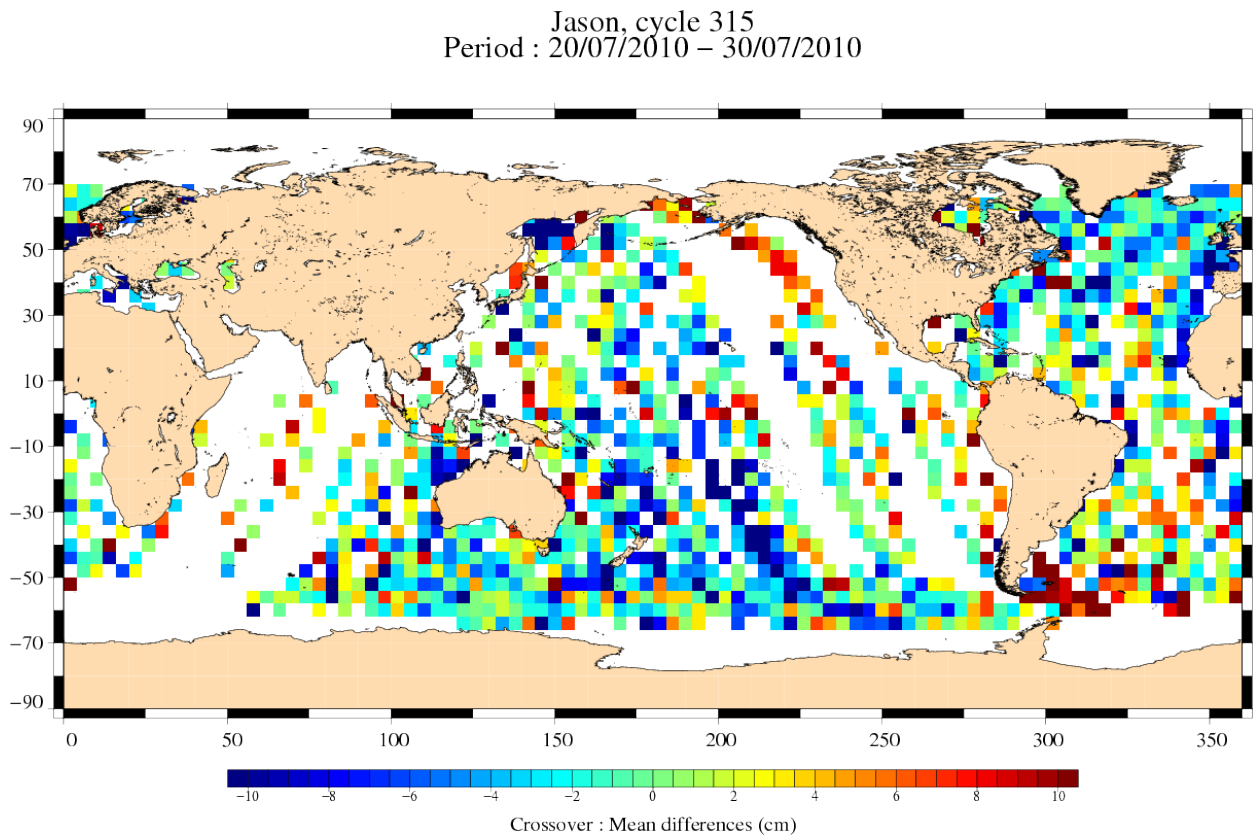 Jason, cycle 315
Period : 20/07/2010 − 30/07/2010
90
70
50
30
10
−10
−30
−50
−70
−90
0 50 100 150 200 250 300 350
−10 −8 −6 −4 −2 0 2 4 6 8 10
Crossover : Mean differences (cm)